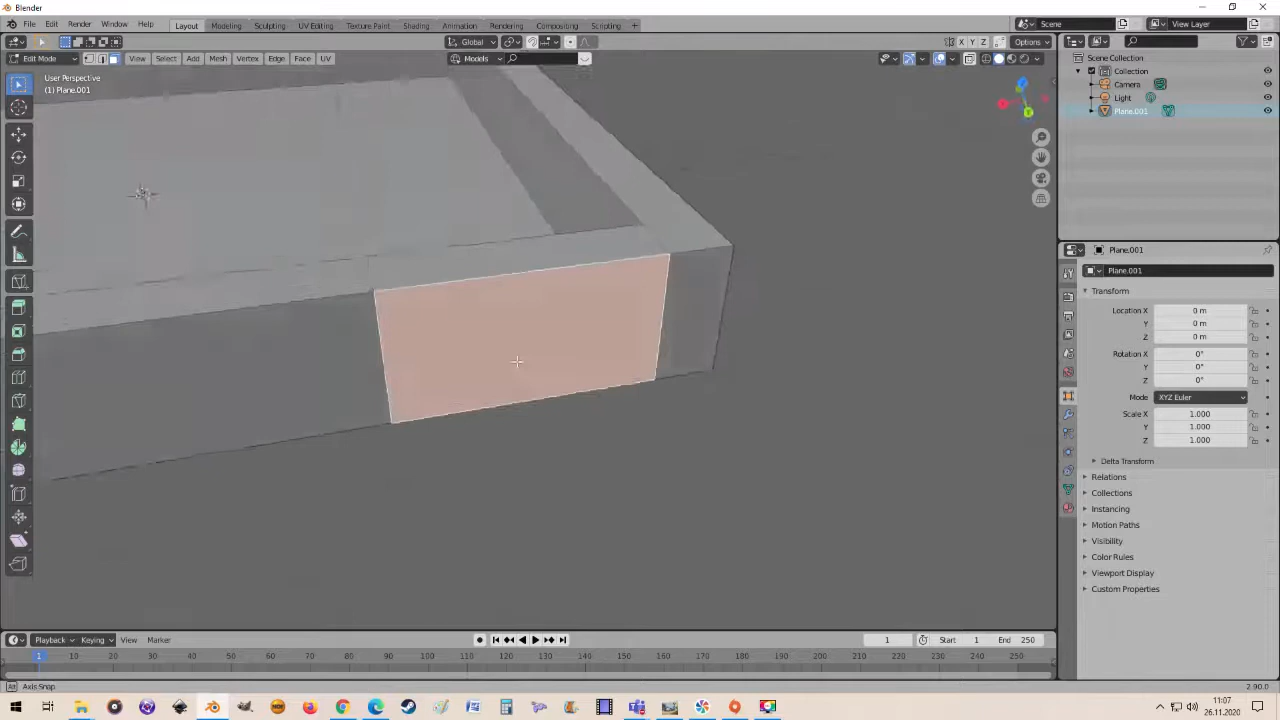 Blender
File Edit Render Window Help
Layout Modeling Sculpting UV Editing Texture Paint Shading Animation Rendering Compositing Scripting +
Scene
View Layer
Global
X Y Z
Options
Edit Mode
View Select Add Mesh Vertex Edge Face UV
Models
User Perspective
(1) Plane.001
Scene Collection
Collection
Camera
Light
Plane.001
Plane.001
Plane.001
Transform
Location X 0 m
Y 0 m
Z 0 m
Rotation X 0°
Y 0°
Z 0°
Mode XYZ Euler
Scale X 1.000
Y 1.000
Z 1.000
Delta Transform
Relations
Collections
Instancing
Motion Paths
Visibility
Color Rules
Viewport Display
Custom Properties
Playback Keying View Marker
1
Start 1 End 250
1 10 20 30 40 50 60 70 80 90 100 110 120 130 140 150 160 170 180 190 200 210 220 230 240 250
Axis Snap
2.90.0
11:07
26.11.2020